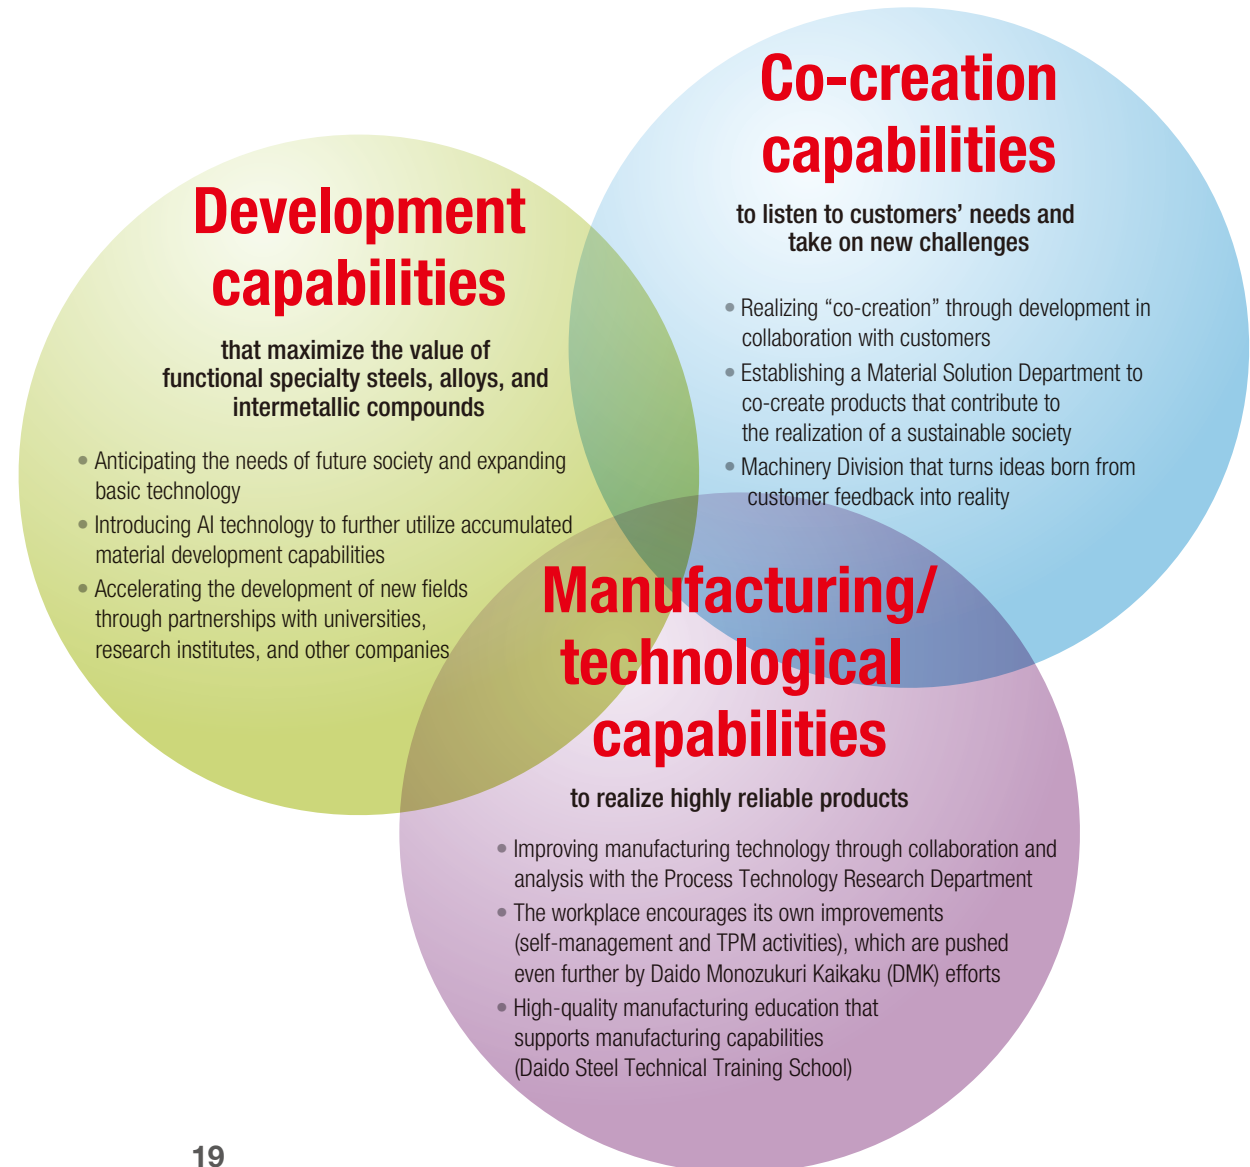 Co-creation
capabilities
to listen to customers’ needs and
take on new challenges
• Realizing “co-creation” through development in
collaboration with customers
• Establishing a Material Solution Department to
co-create products that contribute to
the realization of a sustainable society
• Machinery Division that turns ideas born from
customer feedback into reality
Development
capabilities
that maximize the value of
functional specialty steels, alloys, and
intermetallic compounds
• Anticipating the needs of future society and expanding
basic technology
• Introducing AI technology to further utilize accumulated
material development capabilities
• Accelerating the development of new fields
through partnerships with universities,
research institutes, and other companies
Manufacturing/
technological
capabilities
to realize highly reliable products
• Improving manufacturing technology through collaboration and
analysis with the Process Technology Research Department
• The workplace encourages its own improvements
(self-management and TPM activities), which are pushed
even further by Daido Monozukuri Kaikaku (DMK) efforts
• High-quality manufacturing education that
supports manufacturing capabilities
(Daido Steel Technical Training School)
19